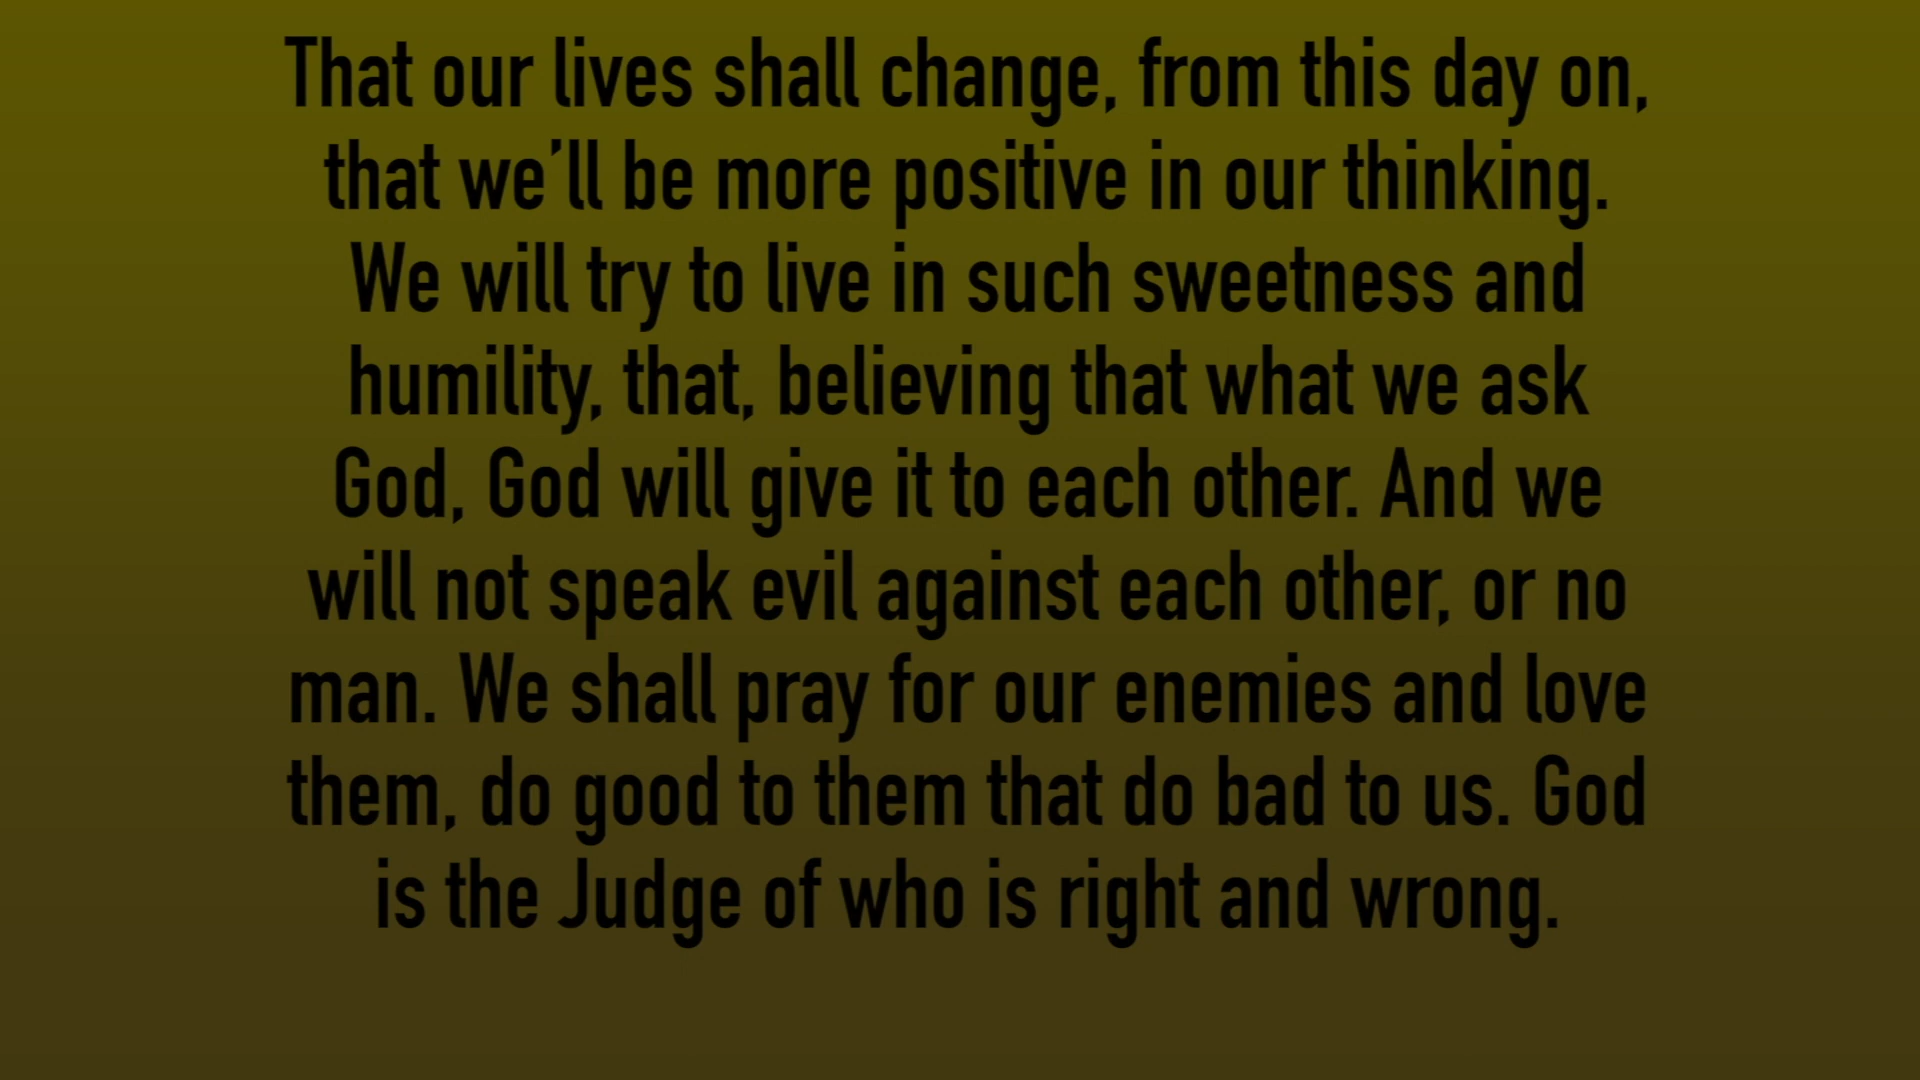 That our lives shall change, from this day on,
that we’ll be more positive in our thinking.
We will try to live in such sweetness and
humility, that, believing that what we ask
God, God will give it to each other. And we
will not speak evil against each other, or no
man. We shall pray for our enemies and love
them, do good to them that do bad to us. God
is the Judge of who is right and wrong.